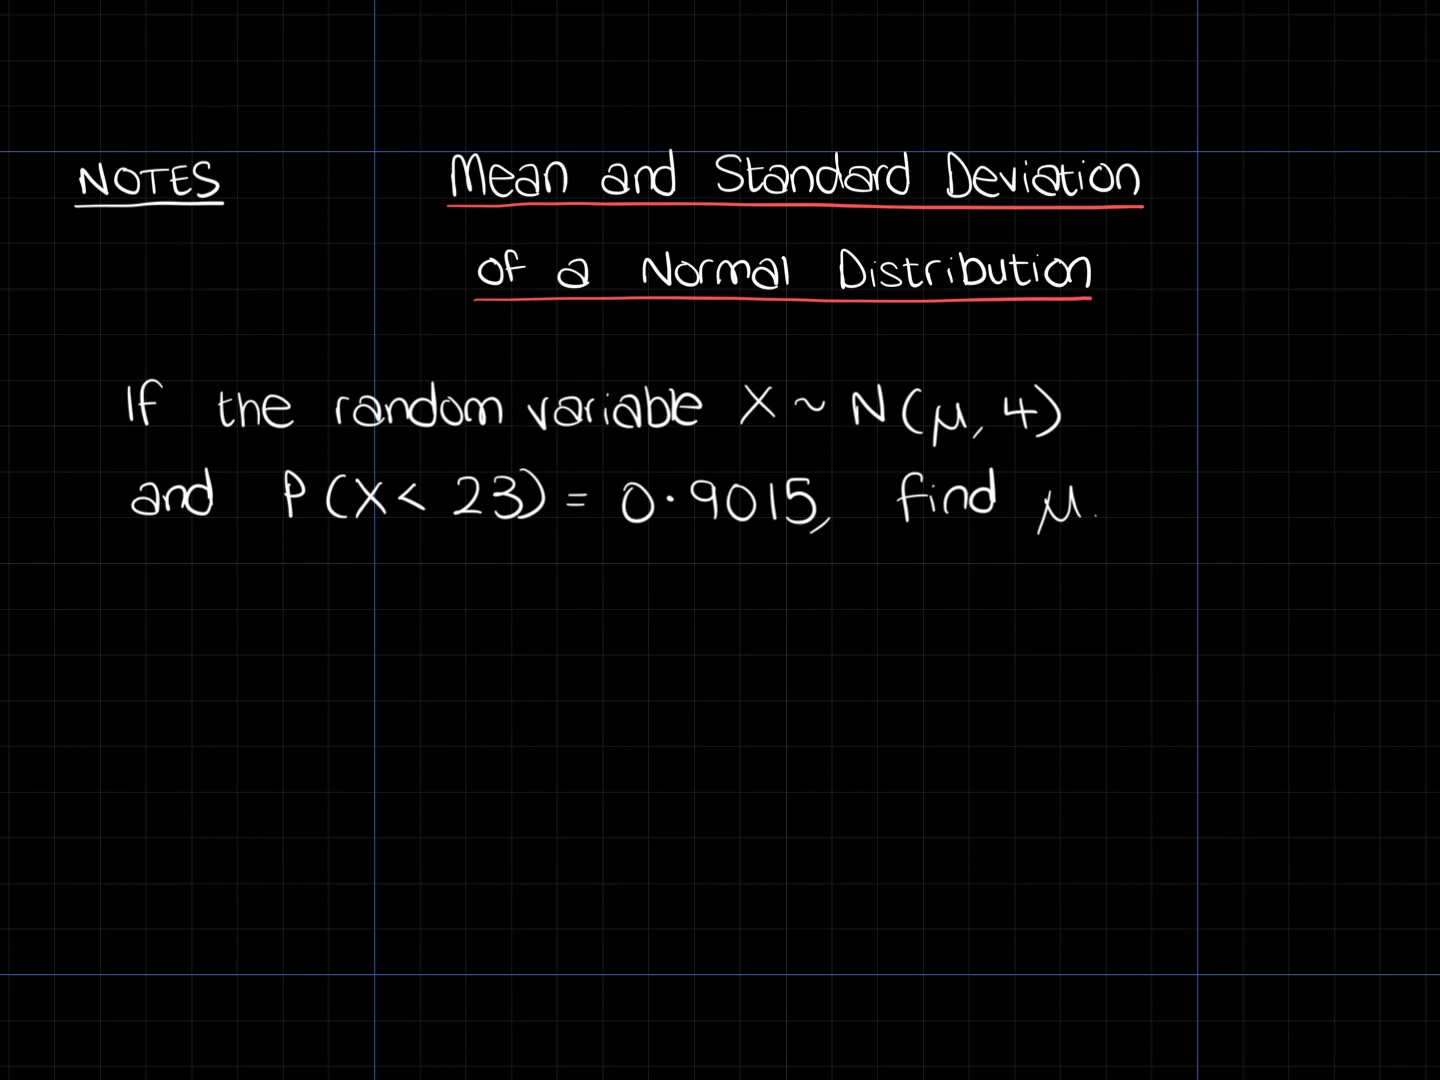 NOTES
Mean and Standard Deviation
of a Normal Distribution
If the random variable X ~ N(μ, 4)
and P(X < 23) = 0.9015, find μ.